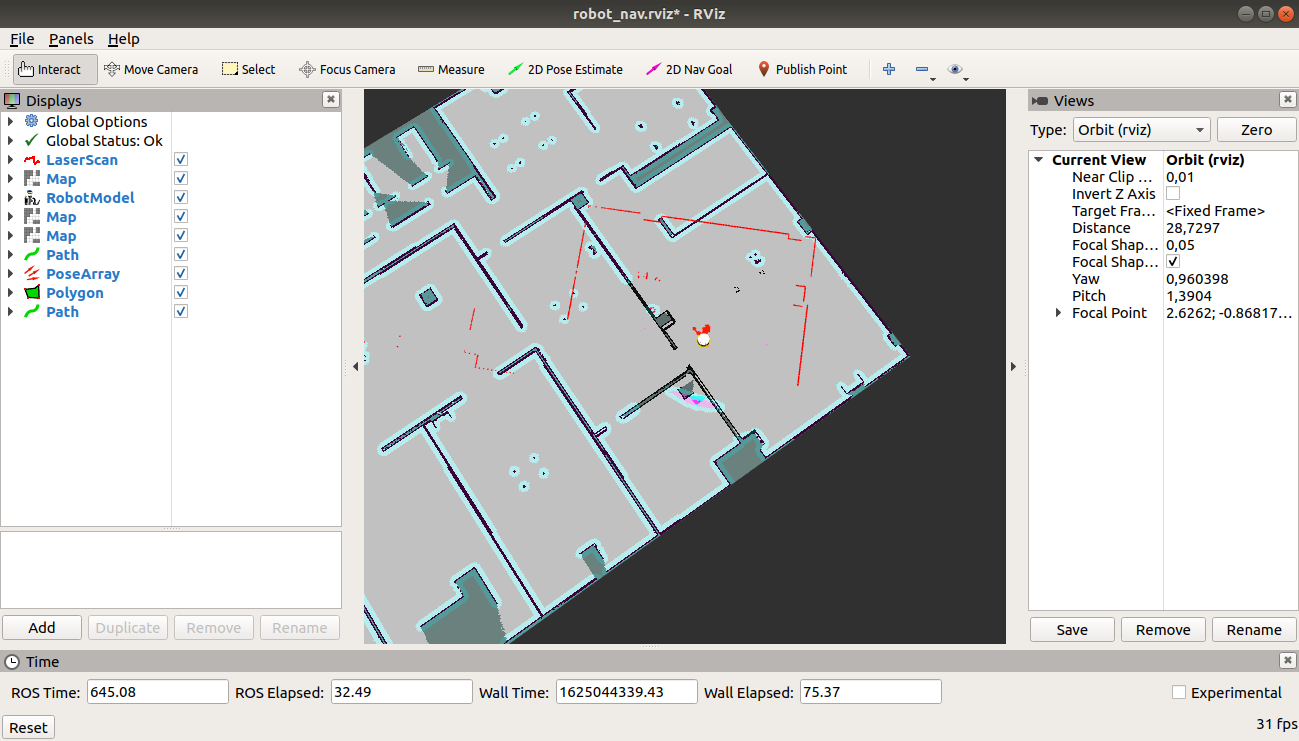 robot_nav.rviz* - RViz
File Panels Help
Interact Move Camera Select Focus Camera Measure 2D Pose Estimate 2D Nav Goal Publish Point
Displays
Global Options
Global Status: Ok
LaserScan
Map
RobotModel
Map
Map
Path
PoseArray
Polygon
Path
Add Duplicate Remove Rename
Views
Type: Orbit (rviz) Zero
Current View Orbit (rviz)
Near Clip ... 0,01
Invert Z Axis
Target Fra... <Fixed Frame>
Distance 28,7297
Focal Shap... 0,05
Focal Shap...
Yaw 0,960398
Pitch 1,3904
Focal Point 2.6262; -0.86817...
Save Remove Rename
Time
ROS Time: 645.08 ROS Elapsed: 32.49 Wall Time: 1625044339.43 Wall Elapsed: 75.37 Experimental
Reset 31 fps